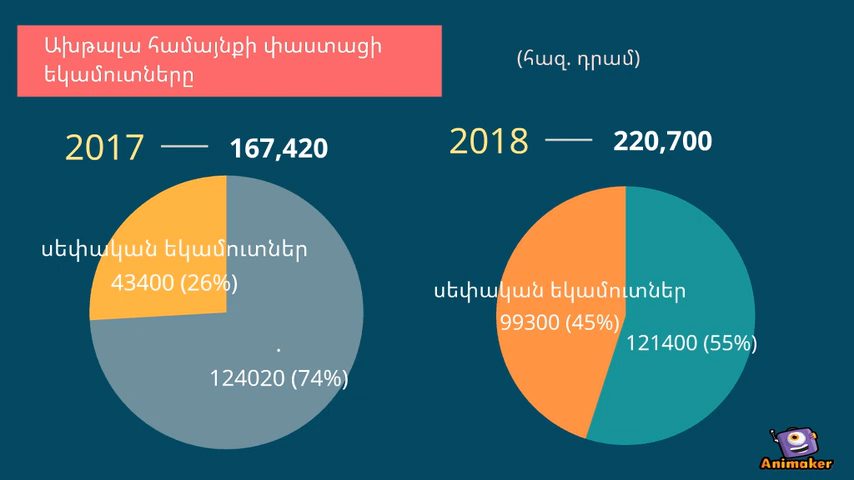 Ախթալա համայնքի փաստացի
եկամուտները
(հազ. դրամ)
2017 — 167,420
2018 — 220,700
սեփական եկամուտներ
43400 (26%)
.
124020 (74%)
սեփական եկամուտներ
99300 (45%)
121400 (55%)
Animaker